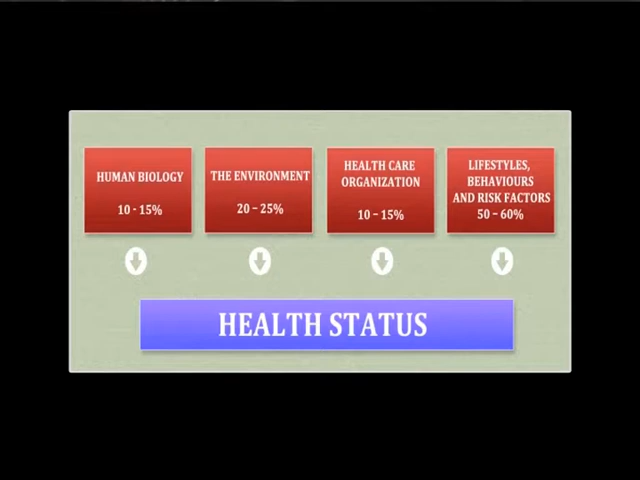 HUMAN BIOLOGY
10 - 15%
THE ENVIRONMENT
20 – 25%
HEALTH CARE
ORGANIZATION
10 – 15%
LIFESTYLES,
BEHAVIOURS
AND RISK FACTORS
50 – 60%
HEALTH STATUS